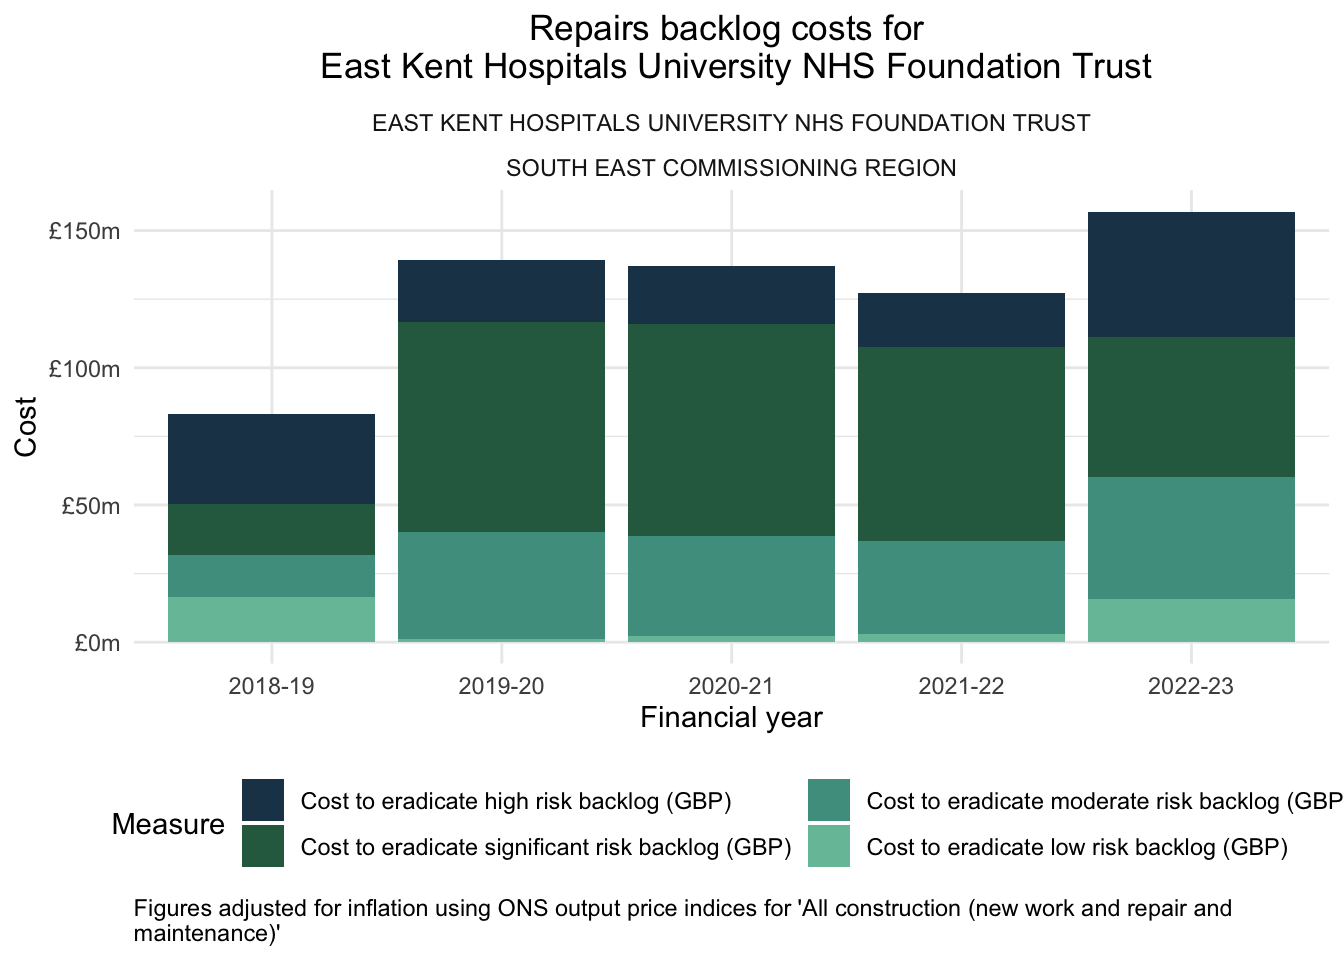 Repairs backlog costs for
East Kent Hospitals University NHS Foundation Trust
EAST KENT HOSPITALS UNIVERSITY NHS FOUNDATION TRUST
SOUTH EAST COMMISSIONING REGION
£150m
£100m
£50m
£0m
Cost
2018-19
2019-20
2020-21
2021-22
2022-23
Financial year
Measure
Cost to eradicate high risk backlog (GBP)
Cost to eradicate significant risk backlog (GBP)
Cost to eradicate moderate risk backlog (GBP
Cost to eradicate low risk backlog (GBP)
Figures adjusted for inflation using ONS output price indices for 'All construction (new work and repair and
maintenance)'